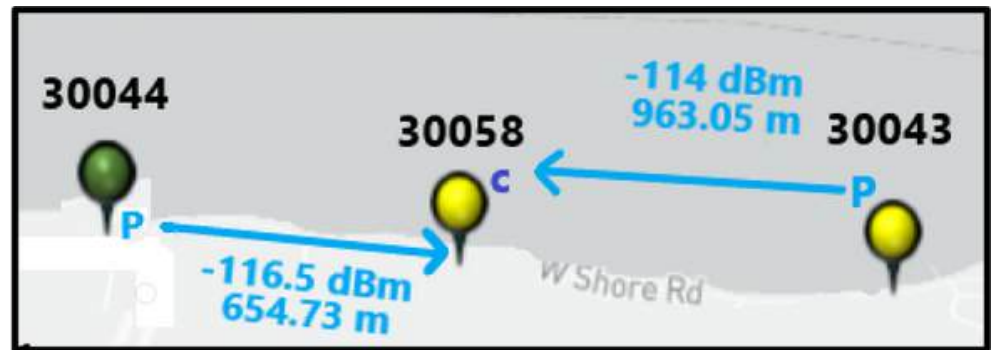 30044
30058
C
-114 dBm
963.05 m
30043
P
P
-116.5 dBm
654.73 m
W Shore Rd